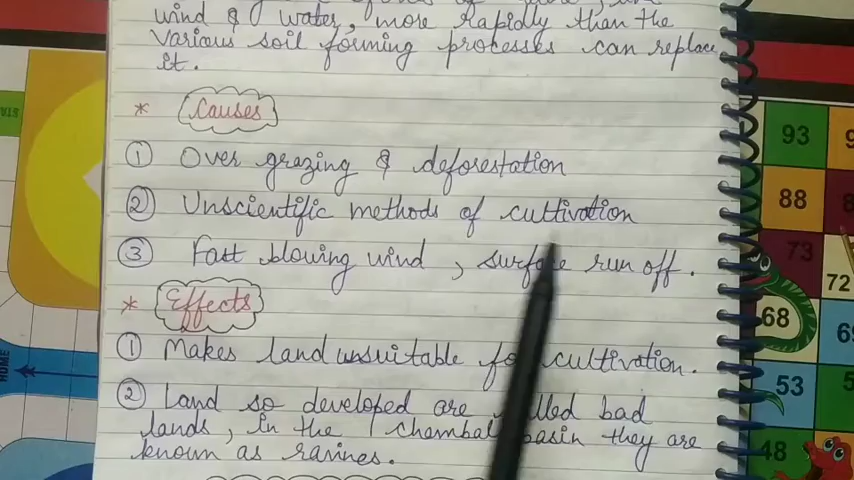 wind & water, more rapidly than the
various soil forming processes can replace
it.
* Causes
① Over grazing & deforestation
② Unscientific methods of cultivation
③ Fast blowing wind, surface run off.
* Effects
① Makes land unsuitable for cultivation.
② Land so developed are called bad
lands, in the chambal basin they are
known as ravines.
HOME
93
88
73
72
68
53
48